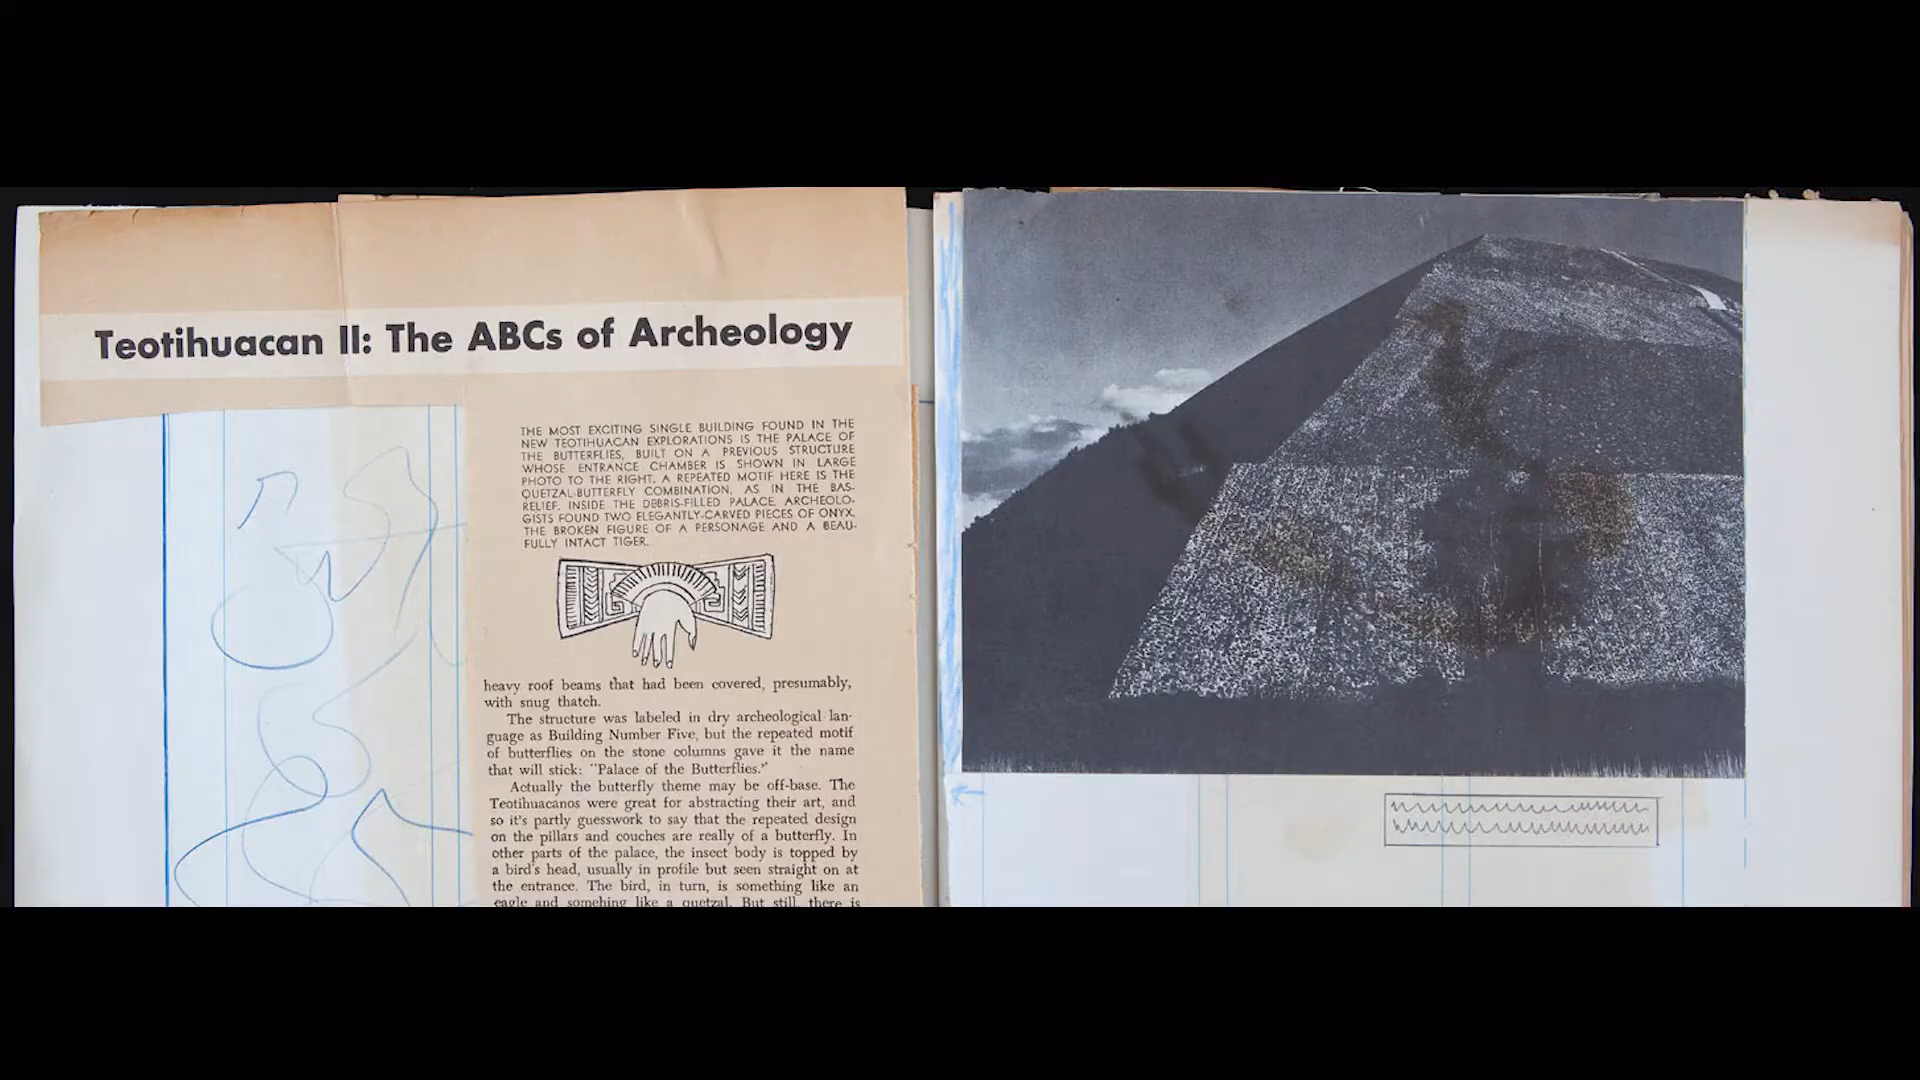 Teotihuacan II: The ABCs of Archeology
THE MOST EXCITING SINGLE BUILDING FOUND IN THE
NEW TEOTIHUACAN EXPLORATIONS IS THE PALACE OF
THE BUTTERFLIES, BUILT ON A PREVIOUS STRUCTURE
WHOSE ENTRANCE CHAMBER IS SHOWN IN LARGE
PHOTO TO THE RIGHT. A REPEATED MOTIF HERE IS THE
QUETZAL-BUTTERFLY COMBINATION, AS IN THE BAS-
RELIEF. INSIDE THE DEBRIS-FILLED PALACE, ARCHEOLO-
GISTS FOUND TWO ELEGANTLY-CARVED PIECES OF ONYX,
THE BROKEN FIGURE OF A PERSONAGE AND A BEAU-
FULLY INTACT TIGER.
heavy roof beams that had been covered, presumably,
with snug thatch.
The structure was labeled in dry archeological lan-
guage as Building Number Five, but the repeated motif
of butterflies on the stone columns gave it the name
that will stick: "Palace of the Butterflies."
Actually the butterfly theme may be off-base. The
Teotihuacanos were great for abstracting their art, and
so it's partly guesswork to say that the repeated design
on the pillars and couches are really of a butterfly. In
other parts of the palace, the insect body is topped by
a bird's head, usually in profile but seen straight on at
the entrance. The bird, in turn, is something like an
eagle and somehing like a quetzal. But still, there is